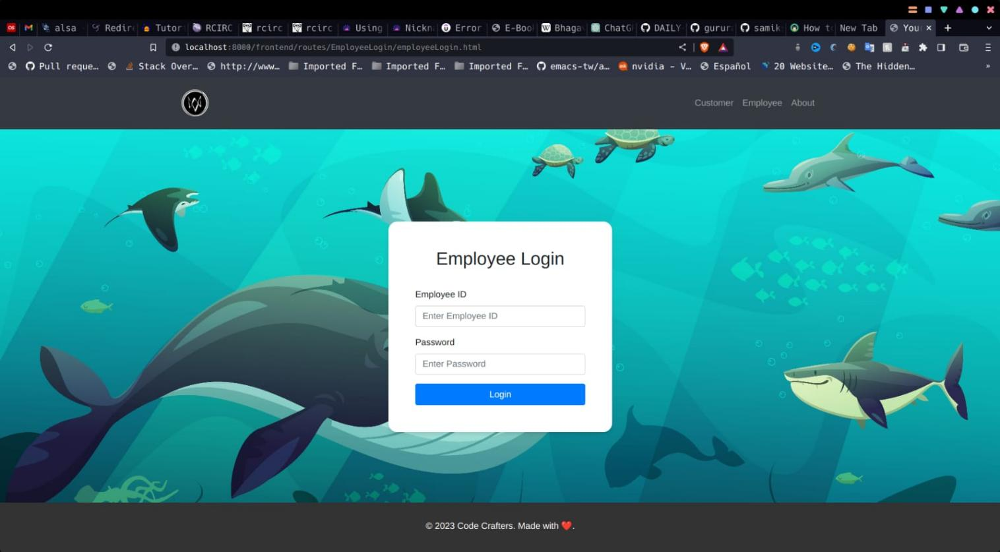 alsa Redir Tutor RCIRC rcirc rcirc Using Nickn Error E-Boo Bhaga ChatG DAILY- gurur samik How t New Tab You
localhost:8000/frontend/routes/EmployeeLogin/employeeLogin.html
Pull reque… Stack Over… http://www… Imported F… Imported F… Imported F… emacs-tw/a… nvidia - V… Español 20 Website… The Hidden…
Customer Employee About
Employee Login
Employee ID
Enter Employee ID
Password
Enter Password
Login
© 2023 Code Crafters. Made with ❤️.